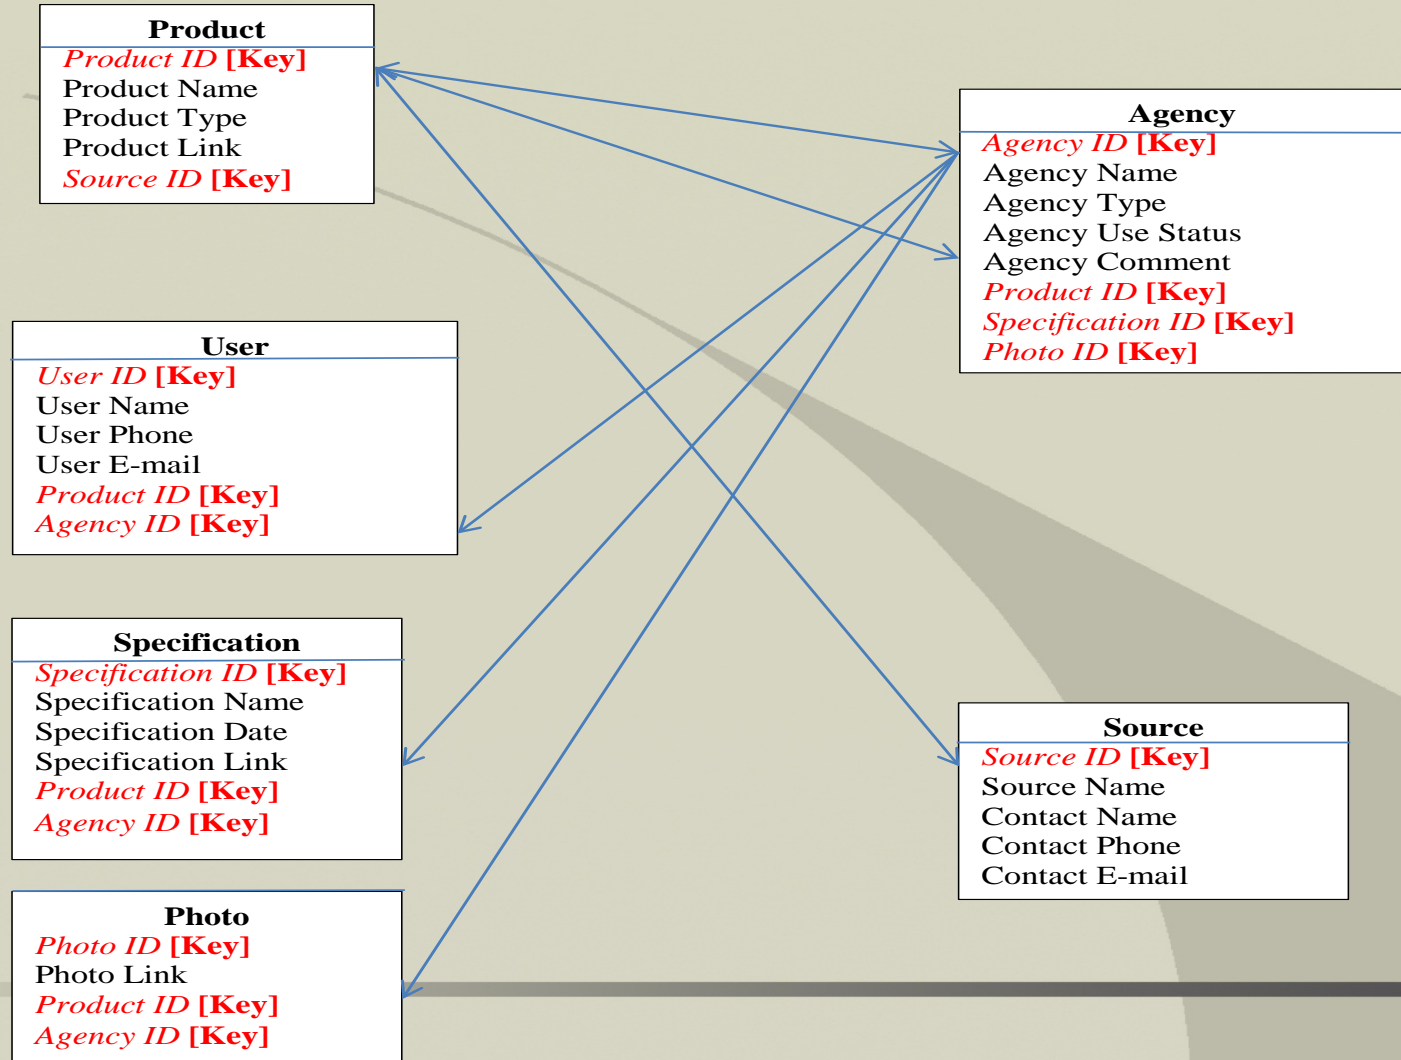 Product
Product ID [Key]
Product Name
Product Type
Product Link
Source ID [Key]
Agency
Agency ID [Key]
Agency Name
Agency Type
Agency Use Status
Agency Comment
Product ID [Key]
Specification ID [Key]
Photo ID [Key]
User
User ID [Key]
User Name
User Phone
User E-mail
Product ID [Key]
Agency ID [Key]
Specification
Specification ID [Key]
Specification Name
Specification Date
Specification Link
Product ID [Key]
Agency ID [Key]
Source
Source ID [Key]
Source Name
Contact Name
Contact Phone
Contact E-mail
Photo
Photo ID [Key]
Photo Link
Product ID [Key]
Agency ID [Key]